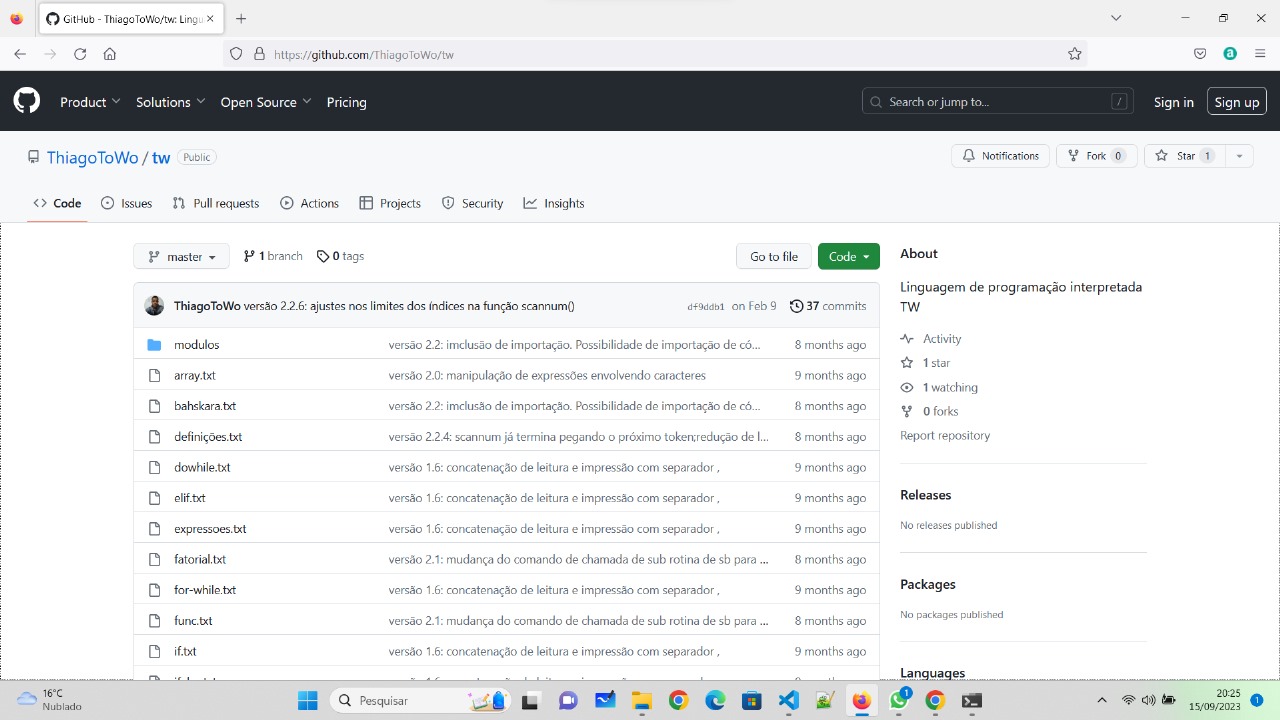 GitHub - ThiagoToWo/tw: Lingu
https://github.com/ThiagoToWo/tw
Product Solutions Open Source Pricing
Search or jump to... /
Sign in Sign up
ThiagoToWo / tw Public
Notifications Fork 0 Star 1
Code Issues Pull requests Actions Projects Security Insights
master 1 branch 0 tags Go to file Code
ThiagoToWo versão 2.2.6: ajustes nos limites dos índices na função scannum() df9ddb1 on Feb 9 37 commits
modulos versão 2.2: imclusão de importação. Possibilidade de importação de có... 8 months ago
array.txt versão 2.0: manipulação de expressões envolvendo caracteres 9 months ago
bahskara.txt versão 2.2: imclusão de importação. Possibilidade de importação de có... 8 months ago
definições.txt versão 2.2.4: scannum já termina pegando o próximo token;redução de l... 8 months ago
dowhile.txt versão 1.6: concatenação de leitura e impressão com separador , 9 months ago
elif.txt versão 1.6: concatenação de leitura e impressão com separador , 9 months ago
expressoes.txt versão 1.6: concatenação de leitura e impressão com separador , 9 months ago
fatorial.txt versão 2.1: mudança do comando de chamada de sub rotina de sb para ... 8 months ago
for-while.txt versão 1.6: concatenação de leitura e impressão com separador , 9 months ago
func.txt versão 2.1: mudança do comando de chamada de sub rotina de sb para ... 8 months ago
if.txt versão 1.6: concatenação de leitura e impressão com separador , 9 months ago
About
Linguagem de programação interpretada
TW
Activity
1 star
1 watching
0 forks
Report repository
Releases
No releases published
Packages
No packages published
Languages
16°C
Nublado
Pesquisar
1
20:25
15/09/2023
1